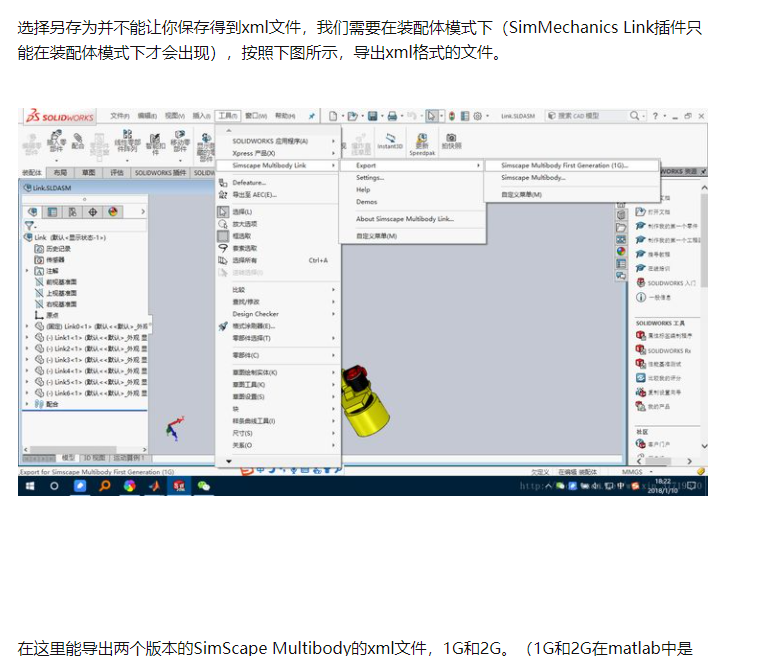 选择另存为并不能让你保存得到xml文件，我们需要在装配体模式下（SimMechanics Link插件只
能在装配体模式下才会出现），按照下图所示，导出xml格式的文件。
SOLIDWORKS 文件(F) 编辑(E) 视图(V) 插入(I) 工具(T) 窗口(W) 帮助(H) Link.SLDASM 搜索 CAD 模型
Instant3D 更新 Speedpak 拍快照
装配体 布局 草图 评估 SOLIDWORKS 插件
Link.SLDASM
Link (默认<显示状态-1>)
历史记录
传感器
注解
前视基准面
上视基准面
右视基准面
原点
(固定) Link0<1> (默认<<默认>_外观
(-) Link1<1> (默认<<默认>_外观 显
(-) Link2<1> (默认<<默认>_外观 显
(-) Link3<1> (默认<<默认>_外观 显
(-) Link4<1> (默认<<默认>_外观 显
(-) Link5<1> (默认<<默认>_外观 显
(-) Link6<1> (默认<<默认>_外观 显
配合
SOLIDWORKS 应用程序(A)
Xpress 产品(X)
Simscape Multibody Link
Defeature...
导出至 AEC(E)...
选择(L)
放大选项
框选取
套索选取
选择所有 Ctrl+A
比较
查找/修改
Design Checker
格式涂刷器(E)...
零部件选择(T)
零部件(C)
草图绘制实体(K)
草图工具(K)
草图设置(S)
块
样条曲线工具(I)
尺寸(S)
关系(O)
Export
Settings...
Help
Demos
About Simscape Multibody Link...
自定义菜单(M)
Simscape Multibody First Generation (1G)...
Simscape Multibody...
自定义菜单(M)
打开文档
制作我的第一个零件
指导教程
SOLIDWORKS 入门
一般信息
SOLIDWORKS 工具
属性标签编制程序
SOLIDWORKS Rx
性能基准测试
比较我的评分
复制设置向导
我的产品
社区
客户门户
模型 3D 视图 运动算例 1
Export for Simscape Multibody First Generation (1G) 欠定义 在编辑 装配体 MMGS
18:22
2018/1/10
在这里能导出两个版本的SimScape Multibody的xml文件，1G和2G。（1G和2G在matlab中是